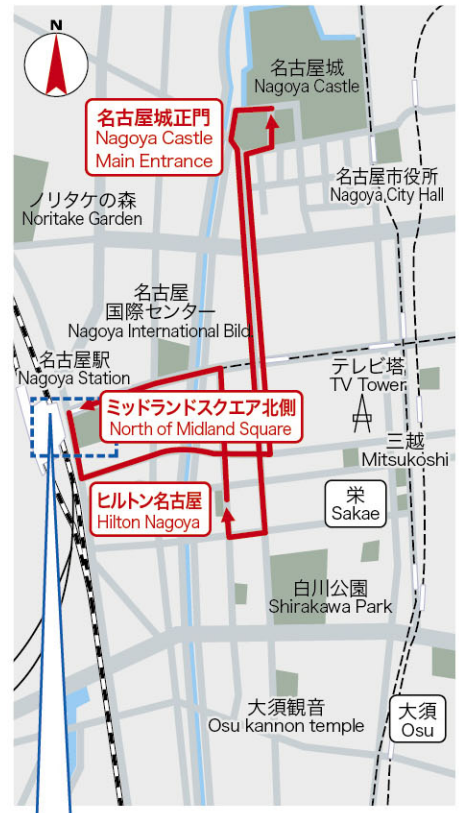 N
名古屋城
Nagoya Castle
名古屋城正門
Nagoya Castle
Main Entrance
名古屋市役所
Nagoya City Hall
ノリタケの森
Noritake Garden
名古屋
国際センター
Nagoya International Bild.
名古屋駅
Nagoya Station
テレビ塔
TV Tower
ミッドランドスクエア北側
North of Midland Square
三越
Mitsukoshi
ヒルトン名古屋
Hilton Nagoya
栄
Sakae
白川公園
Shirakawa Park
大須観音
Osu kannon temple
大須
Osu